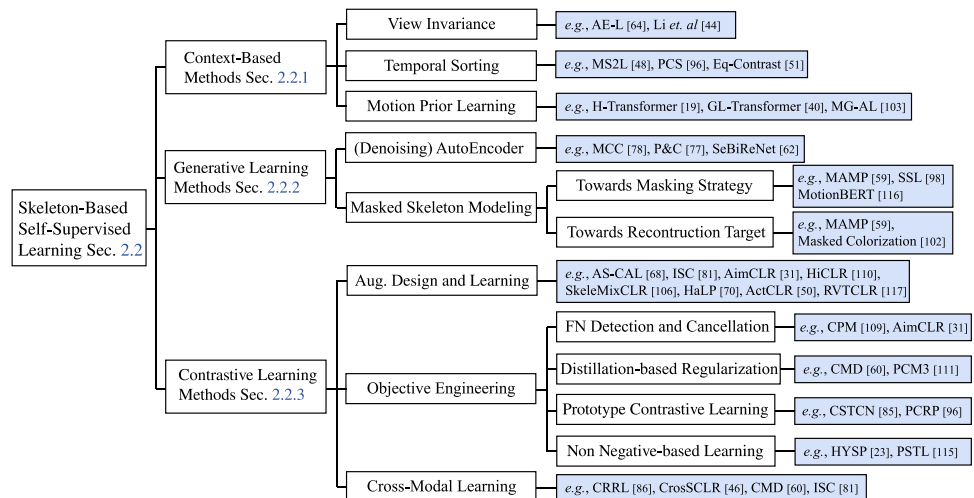 Skeleton-Based
Self-Supervised
Learning Sec. 2.2
Context-Based
Methods Sec. 2.2.1
View Invariance
e.g., AE-L [64], Li et. al [44]
Temporal Sorting
e.g., MS2L [48], PCS [96], Eq-Contrast [51]
Motion Prior Learning
e.g., H-Transformer [19], GL-Transformer [40], MG-AL [103]
Generative Learning
Methods Sec. 2.2.2
(Denoising) AutoEncoder
e.g., MCC [78], P&C [77], SeBiReNet [62]
Masked Skeleton Modeling
Towards Masking Strategy
e.g., MAMP [59], SSL [98]
MotionBERT [116]
Towards Recontruction Target
e.g., MAMP [59],
Masked Colorization [102]
Contrastive Learning
Methods Sec. 2.2.3
Aug. Design and Learning
e.g., AS-CAL [68], ISC [81], AimCLR [31], HiCLR [110],
SkeleMixCLR [106], HaLP [70], ActCLR [50], RVTCLR [117]
Objective Engineering
FN Detection and Cancellation
e.g., CPM [109], AimCLR [31]
Distillation-based Regularization
e.g., CMD [60], PCM3 [111]
Prototype Contrastive Learning
e.g., CSTCN [85], PCRP [96]
Non Negative-based Learning
e.g., HYSP [23], PSTL [115]
Cross-Modal Learning
e.g., CRRL [86], CrosSCLR [46], CMD [60], ISC [81]